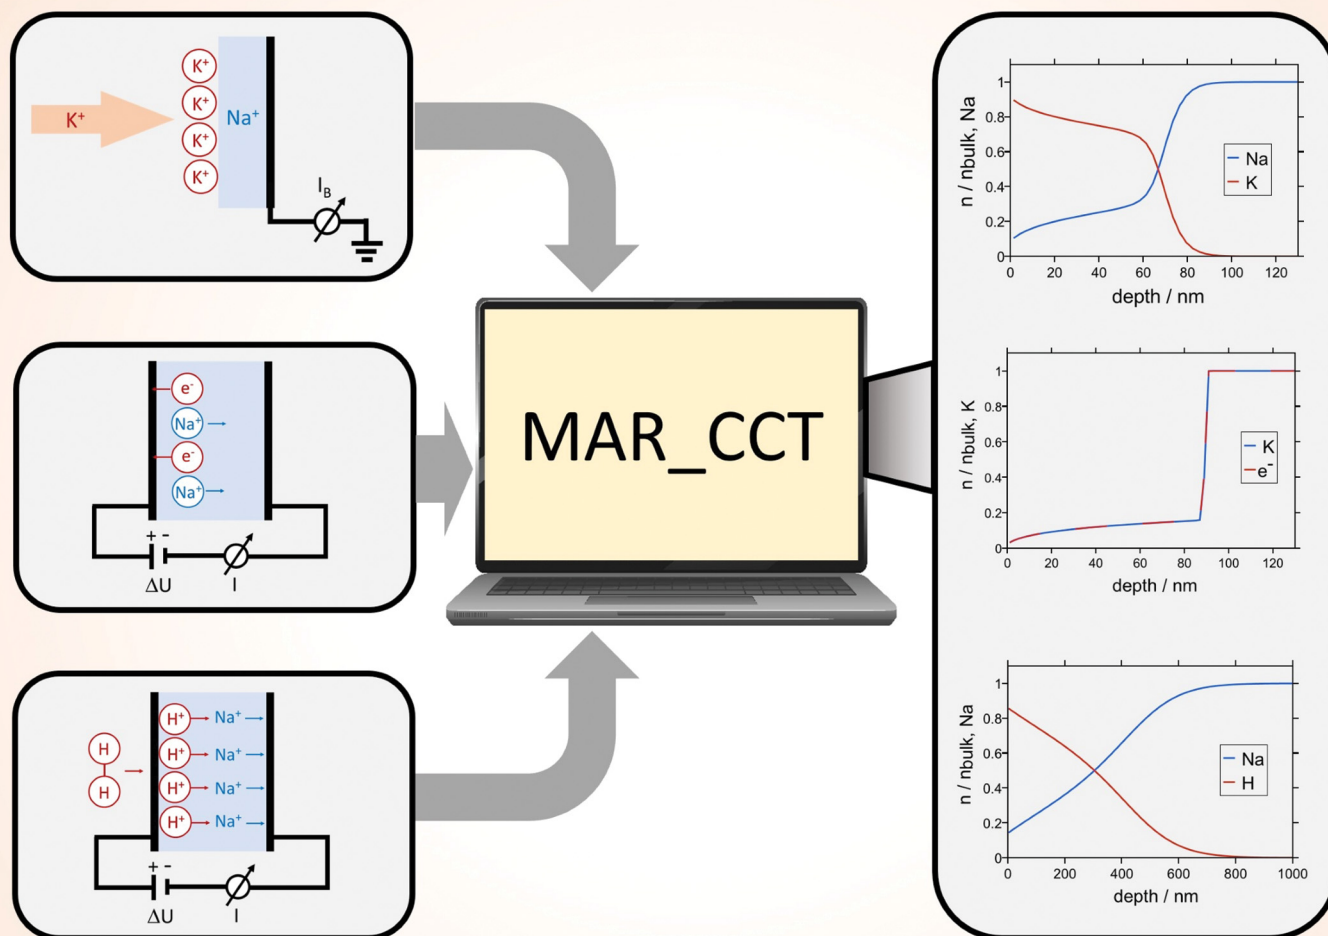 K⁺
K⁺
K⁺
K⁺
K⁺
Na⁺
I_B
e⁻
Na⁺
e⁻
Na⁺
+ -
ΔU
I
H
H
H⁺ Na⁺
H⁺ Na⁺
H⁺ Na⁺
H⁺ Na⁺
+ -
ΔU
I
MAR_CCT
n / nbulk, Na
1
0.8
0.6
0.4
0.2
0
0 20 40 60 80 100 120
depth / nm
Na
K
n / nbulk, K
1
0.8
0.6
0.4
0.2
0
0 20 40 60 80 100 120
depth / nm
K
e⁻
n / nbulk, Na
1
0.8
0.6
0.4
0.2
0
0 200 400 600 800 1000
depth / nm
Na
H